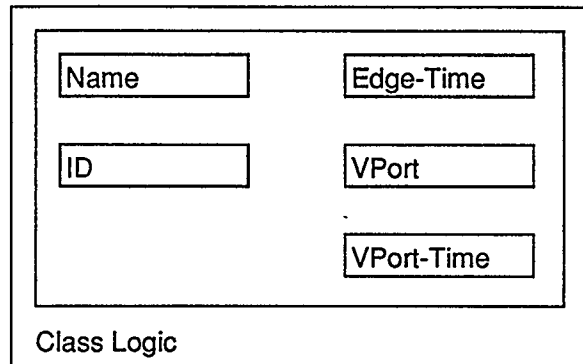 Name
Edge-Time
ID
VPort
VPort-Time
Class Logic